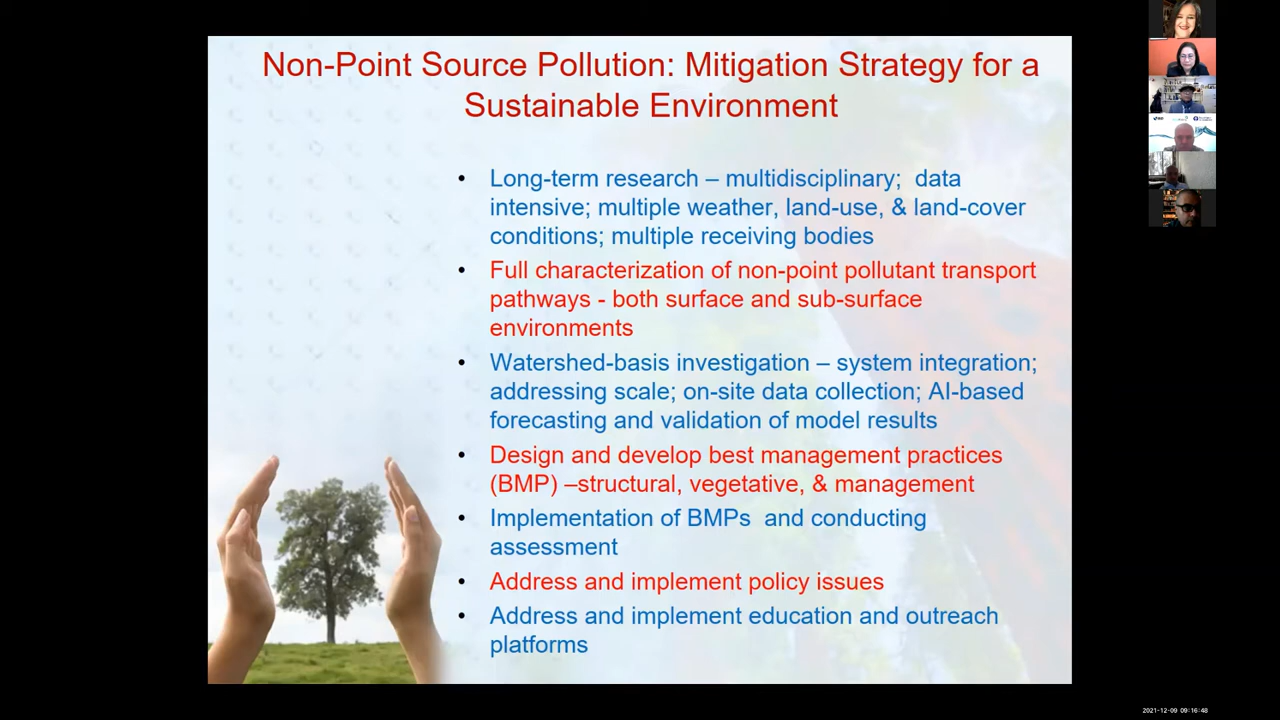 Non-Point Source Pollution: Mitigation Strategy for a
Sustainable Environment
• Long-term research – multidisciplinary; data
intensive; multiple weather, land-use, & land-cover
conditions; multiple receiving bodies
• Full characterization of non-point pollutant transport
pathways - both surface and sub-surface
environments
• Watershed-basis investigation – system integration;
addressing scale; on-site data collection; AI-based
forecasting and validation of model results
• Design and develop best management practices
(BMP) –structural, vegetative, & management
• Implementation of BMPs and conducting
assessment
• Address and implement policy issues
• Address and implement education and outreach
platforms
2021-12-09 09:16:48